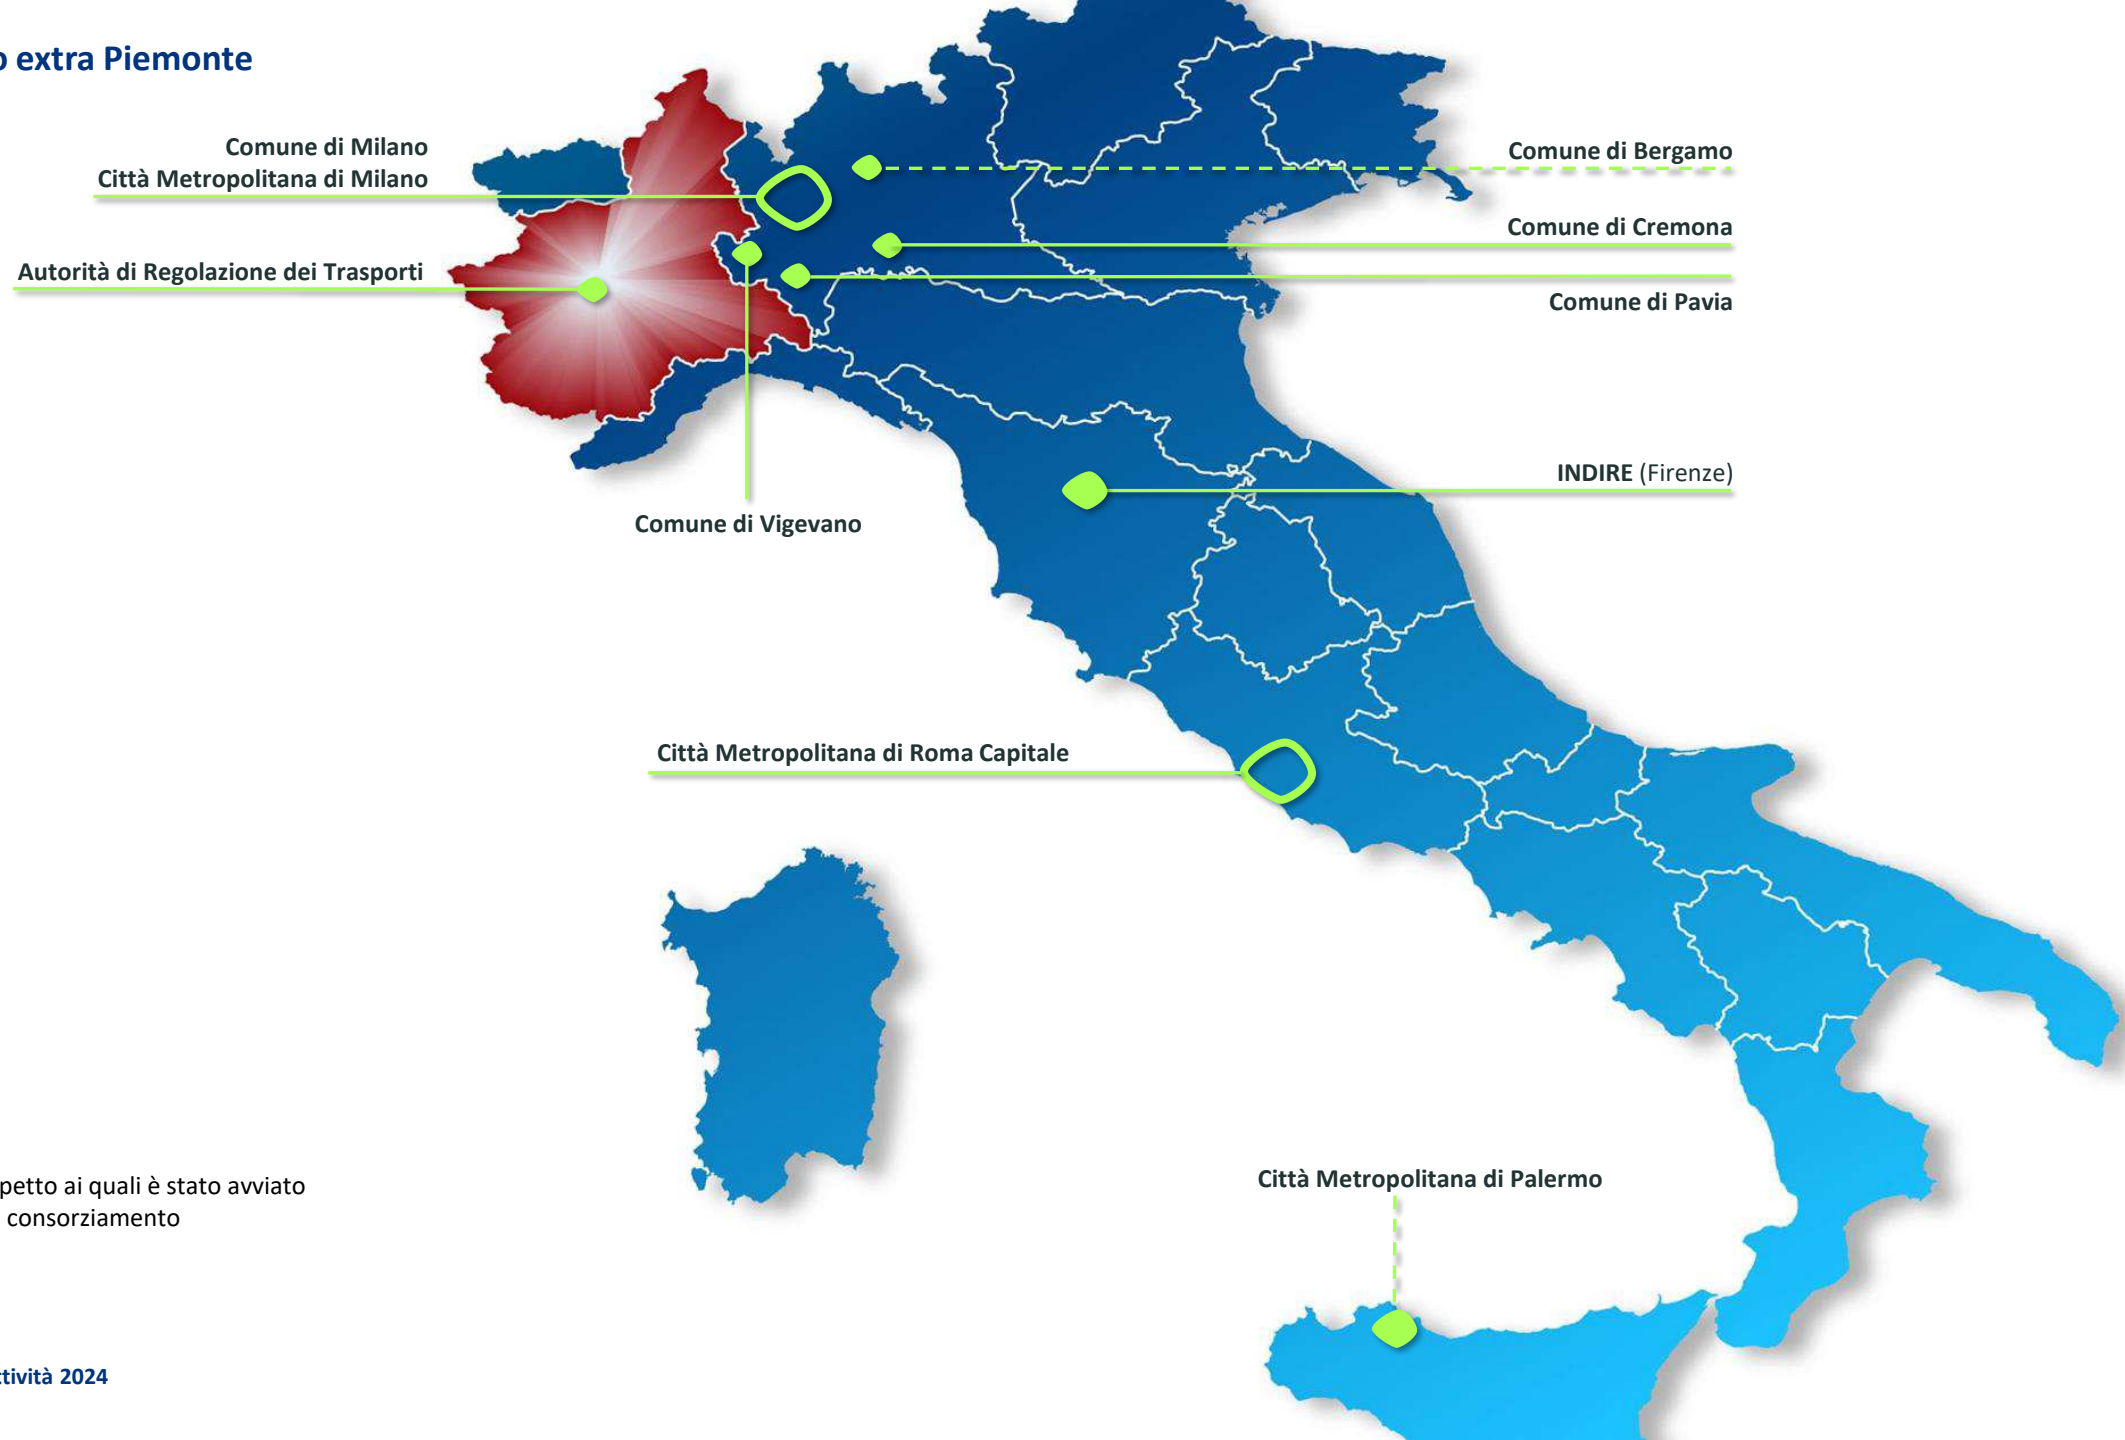 o extra Piemonte
Comune di Milano
Città Metropolitana di Milano
Comune di Bergamo
Comune di Cremona
Autorità di Regolazione dei Trasporti
Comune di Pavia
INDIRE (Firenze)
Comune di Vigevano
Città Metropolitana di Roma Capitale
Città Metropolitana di Palermo
petto ai quali è stato avviato
consorziamento
ttività 2024